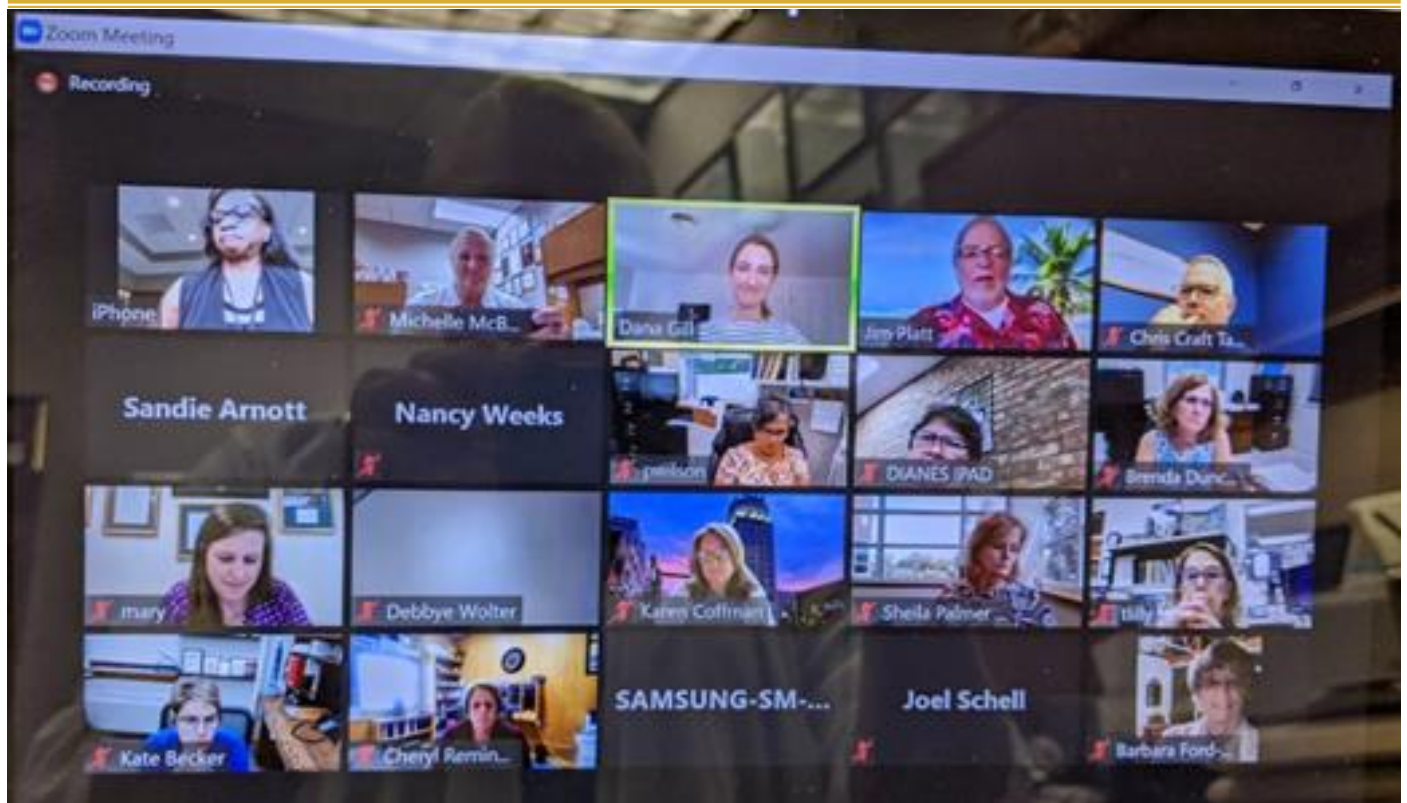 Zoom Meeting
Recording
iPhone
Michelle McB...
Dana Gill
Jim Platt
Chris Craft Ta...
Sandie Arnott
Nancy Weeks
DIANES IPAD
Brenda Dunc...
mary
Debbye Wolter
Karen Coffman
Sheila Palmer
Kate Becker
Cheryl Remin...
SAMSUNG-SM-...
Joel Schell
Barbara Ford-...